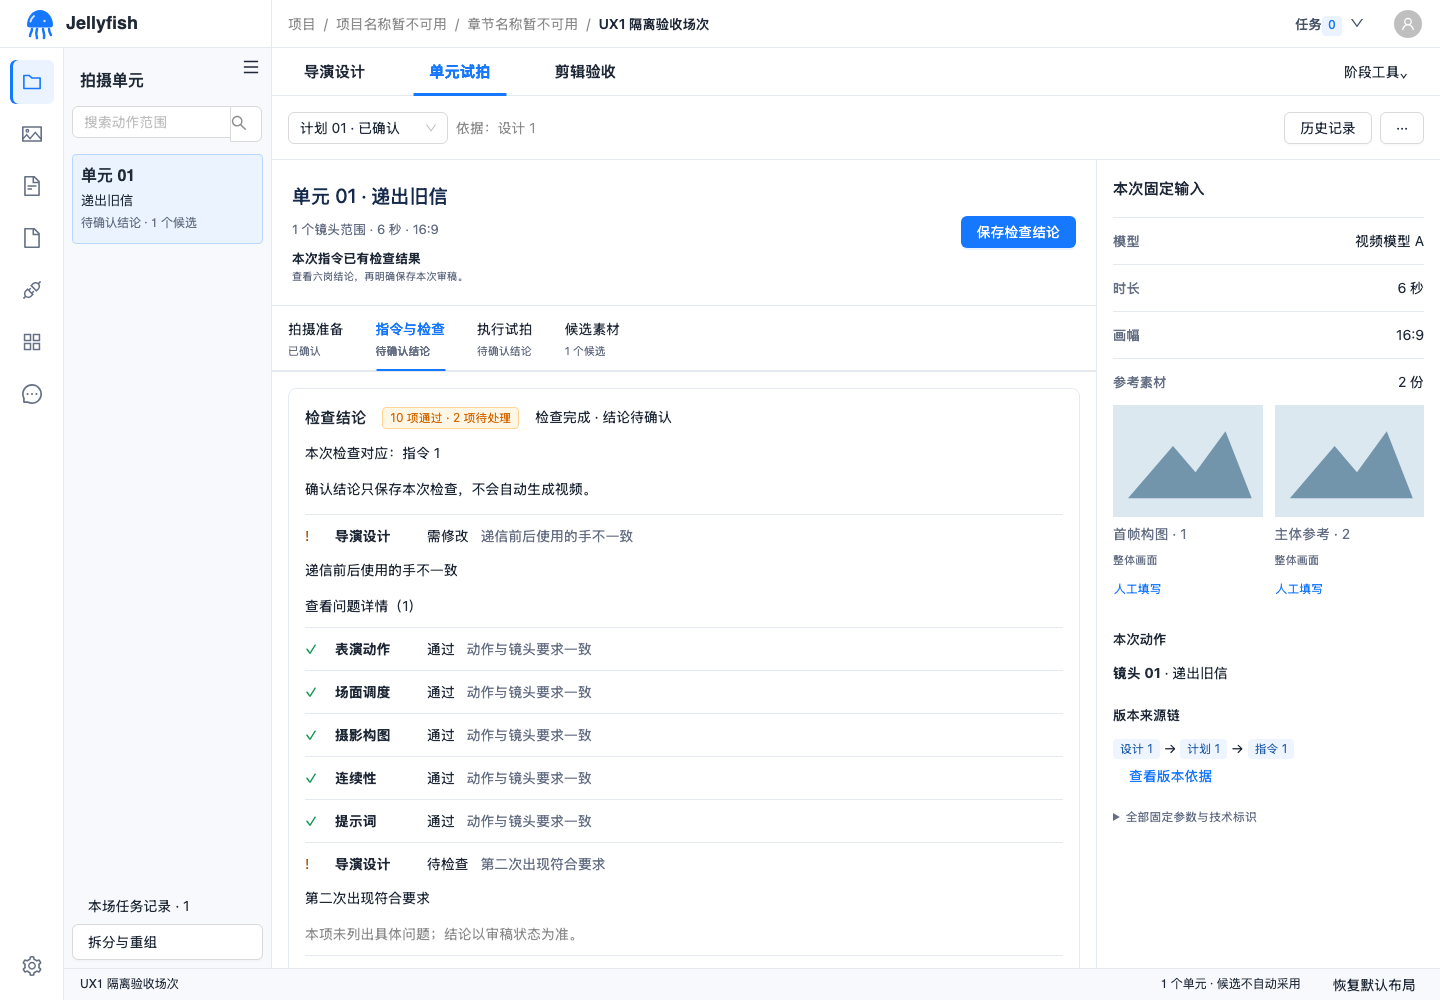 Jellyfish
项目 / 项目名称暂不可用 / 章节名称暂不可用 / UX1 隔离验收场次
任务 0
拍摄单元
搜索动作范围
单元 01
递出旧信
待确认结论 · 1 个候选
本场任务记录 · 1
拆分与重组
导演设计 单元试拍 剪辑验收
阶段工具
计划 01 · 已确认 依据：设计 1
历史记录 ···
单元 01 · 递出旧信
1 个镜头范围 · 6 秒 · 16:9
本次指令已有检查结果
查看六岗结论，再明确保存本次审稿。
保存检查结论
拍摄准备 指令与检查 执行试拍 候选素材
已确认 待确认结论 待确认结论 1 个候选
检查结论 10 项通过 · 2 项待处理 检查完成 · 结论待确认
本次检查对应：指令 1
确认结论只保存本次检查，不会自动生成视频。
! 导演设计 需修改 递信前后使用的手不一致
递信前后使用的手不一致
查看问题详情（1）
表演动作 通过 动作与镜头要求一致
场面调度 通过 动作与镜头要求一致
摄影构图 通过 动作与镜头要求一致
连续性 通过 动作与镜头要求一致
提示词 通过 动作与镜头要求一致
! 导演设计 待检查 第二次出现符合要求
第二次出现符合要求
本项未列出具体问题；结论以审稿状态为准。
本次固定输入
模型 视频模型 A
时长 6 秒
画幅 16:9
参考素材 2 份
首帧构图 · 1 主体参考 · 2
整体画面 整体画面
人工填写 人工填写
本次动作
镜头 01 · 递出旧信
版本来源链
设计 1 → 计划 1 → 指令 1
查看版本依据
全部固定参数与技术标识
UX1 隔离验收场次
1 个单元 · 候选不自动采用 恢复默认布局